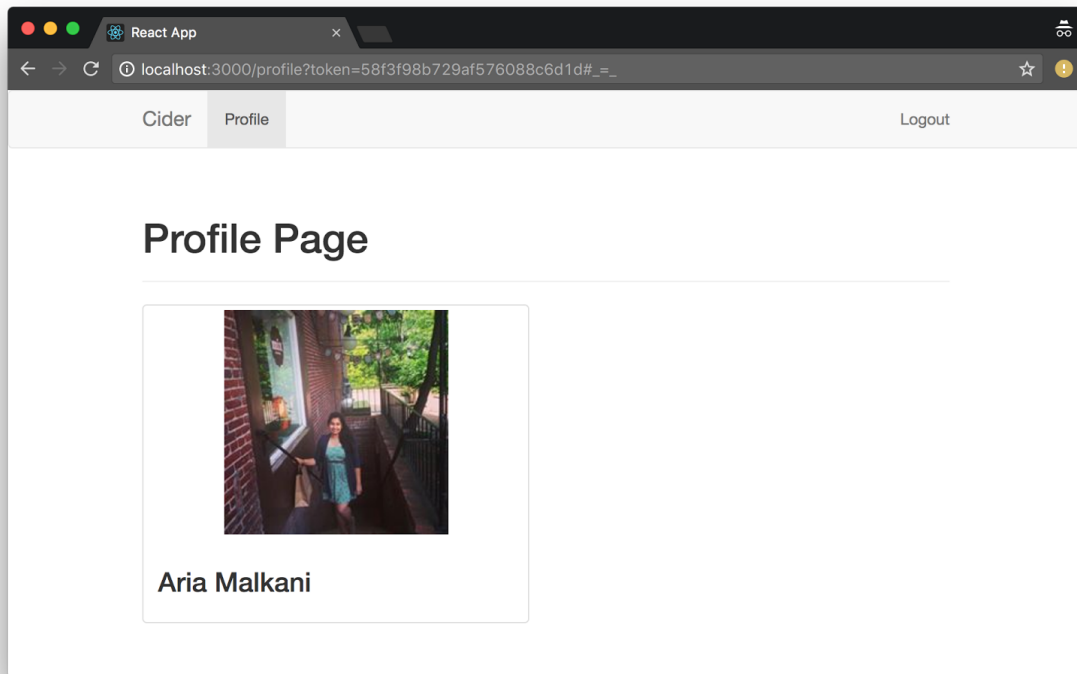 React App
localhost:3000/profile?token=58f3f98b729af576088c6d1d#_=_
Cider Profile Logout
Profile Page
Aria Malkani